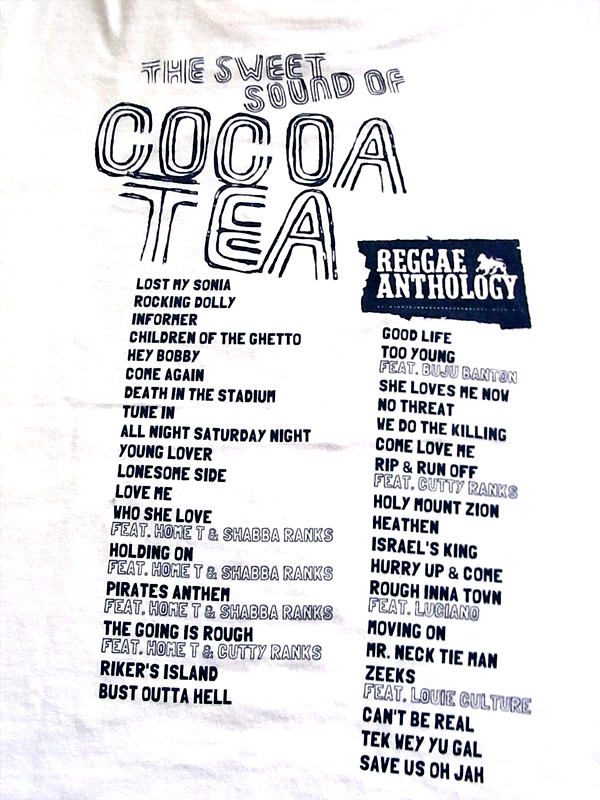 THE SWEET
SOUND OF
COCOA
TEA
LOST MY SONIA
ROCKING DOLLY
INFORMER
CHILDREN OF THE GHETTO
HEY BOBBY
COME AGAIN
DEATH IN THE STADIUM
TUNE IN
ALL NIGHT SATURDAY NIGHT
YOUNG LOVER
LONESOME SIDE
LOVE ME
WHO SHE LOVE
FEAT. HOME T & SHABBA RANKS
HOLDING ON
FEAT. HOME T & SHABBA RANKS
PIRATES ANTHEM
FEAT. HOME T & SHABBA RANKS
THE GOING IS ROUGH
FEAT. HOME T & CUTTY RANKS
RIKER'S ISLAND
BUST OUTTA HELL
REGGAE
ANTHOLOGY
GOOD LIFE
TOO YOUNG
FEAT. BUJU BANTON
SHE LOVES ME NOW
NO THREAT
WE DO THE KILLING
COME LOVE ME
RIP & RUN OFF
FEAT. CUTTY RANKS
HOLY MOUNT ZION
HEATHEN
ISRAEL'S KING
HURRY UP & COME
ROUGH INNA TOWN
FEAT. LUCIANO
MOVING ON
MR. NECK TIE MAN
ZEEKS
FEAT. LOUIE CULTURE
CAN'T BE REAL
TEK WEY YU GAL
SAVE US OH JAH